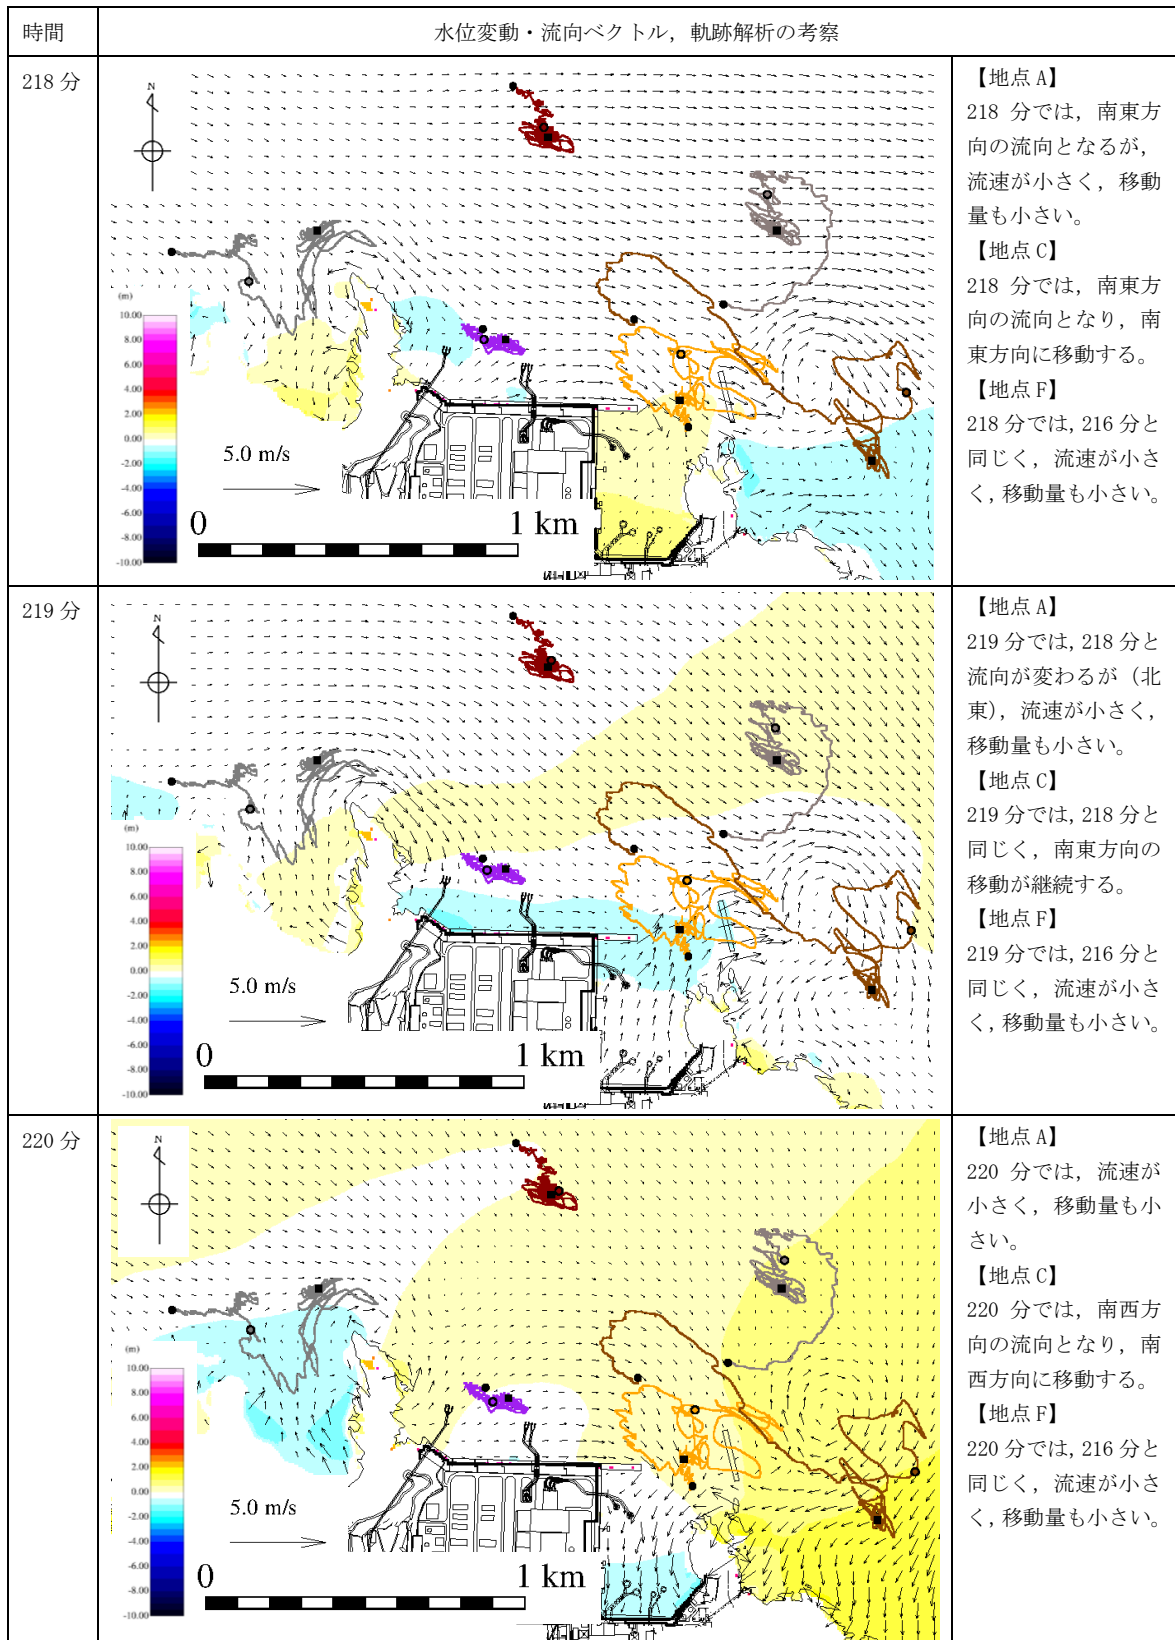 時間
水位変動・流向ベクトル，軌跡解析の考察
218 分
N
(m)
10.00
8.00
6.00
4.00
2.00
0.00
-2.00
-4.00
-6.00
-8.00
-10.00
5.0 m/s
0
1 km
【地点 A】
218 分では，南東方
向の流向となるが，
流速が小さく，移動
量も小さい。
【地点 C】
218 分では，南東方
向の流向となり，南
東方向に移動する。
【地点 F】
218 分では，216 分と
同じく，流速が小さ
く，移動量も小さい。
219 分
N
(m)
10.00
8.00
6.00
4.00
2.00
0.00
-2.00
-4.00
-6.00
-8.00
-10.00
5.0 m/s
0
1 km
【地点 A】
219 分では，218 分と
流向が変わるが（北
東），流速が小さく，
移動量も小さい。
【地点 C】
219 分では，218 分と
同じく，南東方向の
移動が継続する。
【地点 F】
219 分では，216 分と
同じく，流速が小さ
く，移動量も小さい。
220 分
N
(m)
10.00
8.00
6.00
4.00
2.00
0.00
-2.00
-4.00
-6.00
-8.00
-10.00
5.0 m/s
0
1 km
【地点 A】
220 分では，流速が
小さく，移動量も小
さい。
【地点 C】
220 分では，南西方
向の流向となり，南
西方向に移動する。
【地点 F】
220 分では，216 分と
同じく，流速が小さ
く，移動量も小さい。